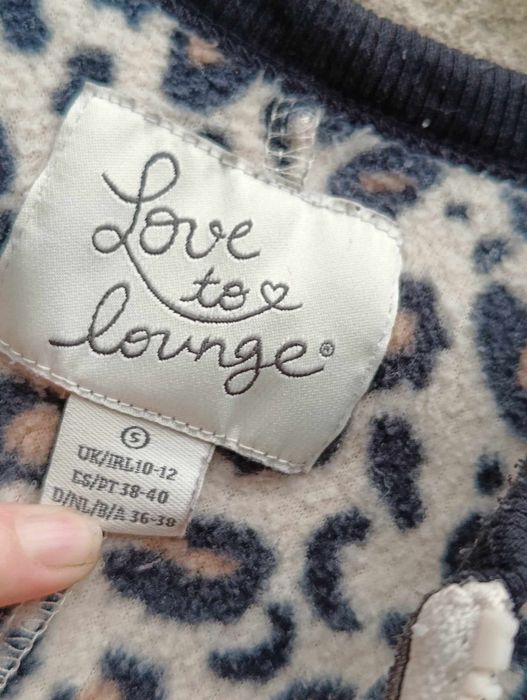 Love
to
lounge®
S
UK/IRL 10-12
ES/PT 38-40
D/NL/B/A 36-38